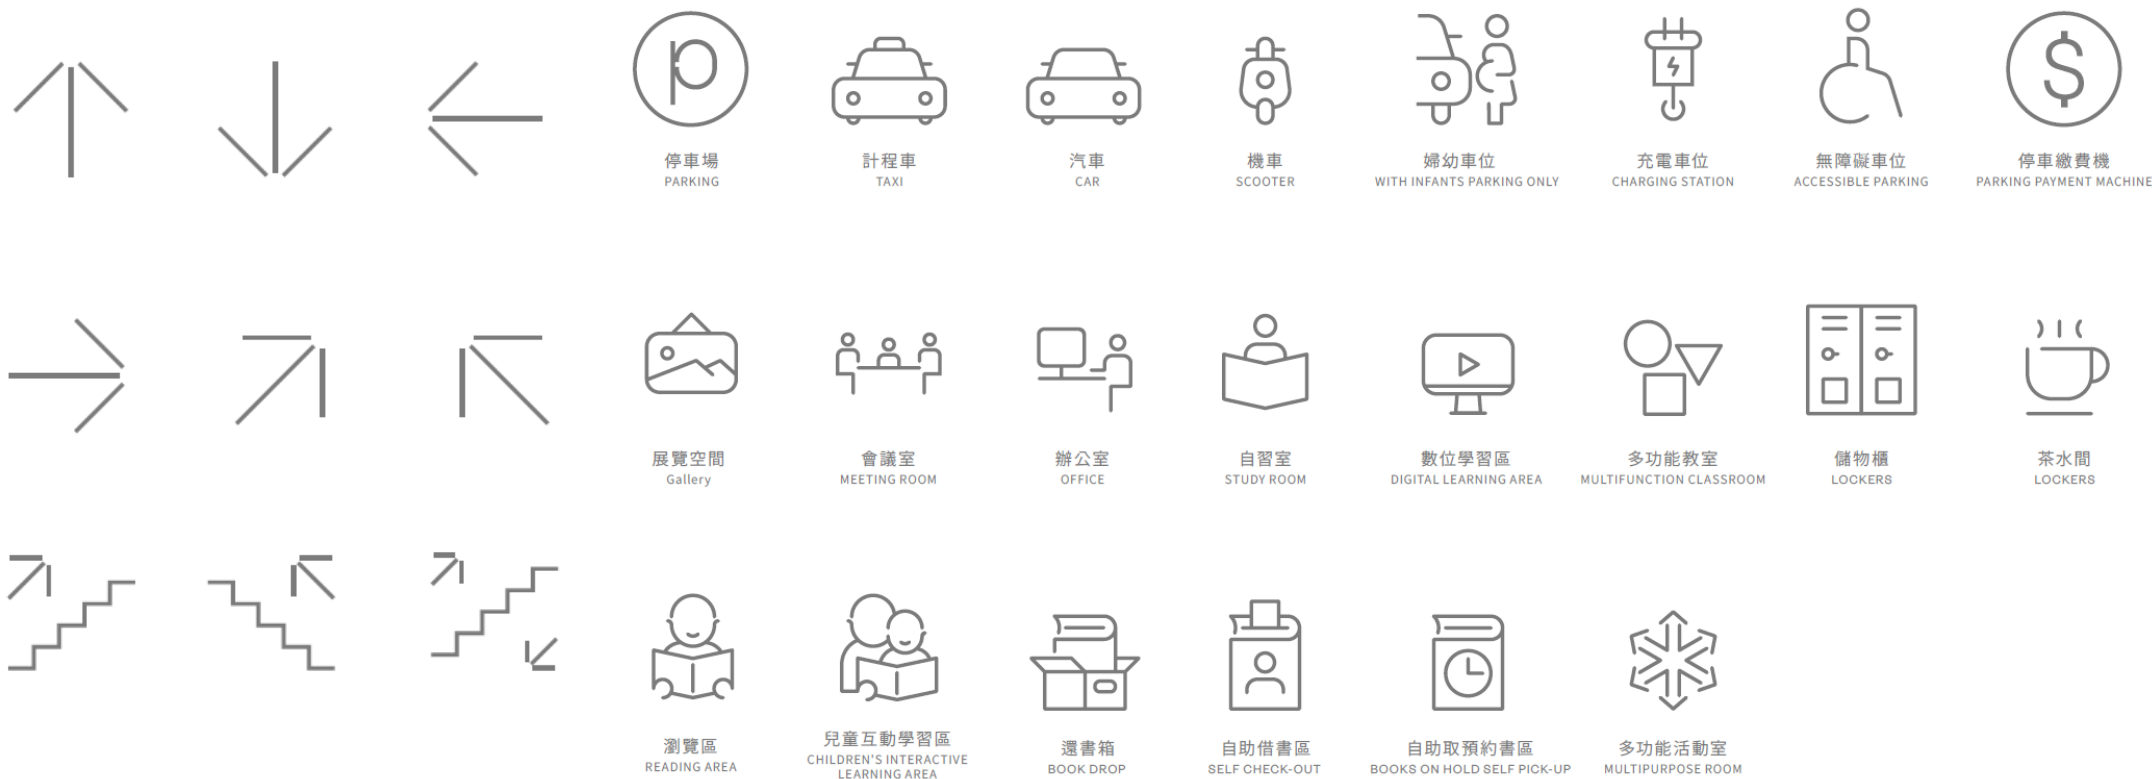 停車場
PARKING
計程車
TAXI
汽車
CAR
機車
SCOOTER
婦幼車位
WITH INFANTS PARKING ONLY
充電車位
CHARGING STATION
無障礙車位
ACCESSIBLE PARKING
停車繳費機
PARKING PAYMENT MACHINE
展覽空間
Gallery
會議室
MEETING ROOM
辦公室
OFFICE
自習室
STUDY ROOM
數位學習區
DIGITAL LEARNING AREA
多功能教室
MULTIFUNCTION CLASSROOM
儲物櫃
LOCKERS
茶水間
LOCKERS
瀏覽區
READING AREA
兒童互動學習區
CHILDREN'S INTERACTIVE
LEARNING AREA
還書箱
BOOK DROP
自助借書區
SELF CHECK-OUT
自助取預約書區
BOOKS ON HOLD SELF PICK-UP
多功能活動室
MULTIPURPOSE ROOM